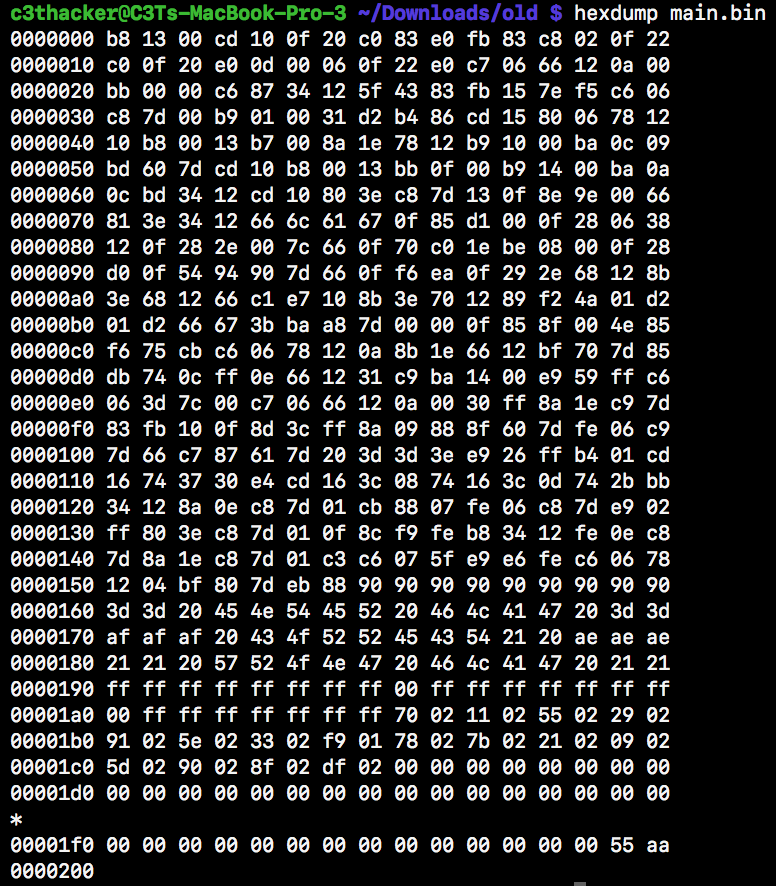 c3thacker@C3Ts-MacBook-Pro-3 ~/Downloads/old $ hexdump main.bin
0000000 b8 13 00 cd 10 0f 20 c0 83 e0 fb 83 c8 02 0f 22
0000010 c0 0f 20 e0 0d 00 06 0f 22 e0 c7 06 66 12 0a 00
0000020 bb 00 00 c6 87 34 12 5f 43 83 fb 15 7e f5 c6 06
0000030 c8 7d 00 b9 01 00 31 d2 b4 86 cd 15 80 06 78 12
0000040 10 b8 00 13 b7 00 8a 1e 78 12 b9 10 00 ba 0c 09
0000050 bd 60 7d cd 10 b8 00 13 bb 0f 00 b9 14 00 ba 0a
0000060 0c bd 34 12 cd 10 80 3e c8 7d 13 0f 8e 9e 00 66
0000070 81 3e 34 12 66 6c 61 67 0f 85 d1 00 0f 28 06 38
0000080 12 0f 28 2e 00 7c 66 0f 70 c0 1e be 08 00 0f 28
0000090 d0 0f 54 94 90 7d 66 0f f6 ea 0f 29 2e 68 12 8b
00000a0 3e 68 12 66 c1 e7 10 8b 3e 70 12 89 f2 4a 01 d2
00000b0 01 d2 66 67 3b ba a8 7d 00 00 0f 85 8f 00 4e 85
00000c0 f6 75 cb c6 06 78 12 0a 8b 1e 66 12 bf 70 7d 85
00000d0 db 74 0c ff 0e 66 12 31 c9 ba 14 00 e9 59 ff c6
00000e0 06 3d 7c 00 c7 06 66 12 0a 00 30 ff 8a 1e c9 7d
00000f0 83 fb 10 0f 8d 3c ff 8a 09 88 8f 60 7d fe 06 c9
0000100 7d 66 c7 87 61 7d 20 3d 3d 3e e9 26 ff b4 01 cd
0000110 16 74 37 30 e4 cd 16 3c 08 74 16 3c 0d 74 2b bb
0000120 34 12 8a 0e c8 7d 01 cb 88 07 fe 06 c8 7d e9 02
0000130 ff 80 3e c8 7d 01 0f 8c f9 fe b8 34 12 fe 0e c8
0000140 7d 8a 1e c8 7d 01 c3 c6 07 5f e9 e6 fe c6 06 78
0000150 12 04 bf 80 7d eb 88 90 90 90 90 90 90 90 90 90
0000160 3d 3d 20 45 4e 54 45 52 20 46 4c 41 47 20 3d 3d
0000170 af af af 20 43 4f 52 52 45 43 54 21 20 ae ae ae
0000180 21 21 20 57 52 4f 4e 47 20 46 4c 41 47 20 21 21
0000190 ff ff ff ff ff ff ff ff 00 ff ff ff ff ff ff ff
00001a0 00 ff ff ff ff ff ff ff 70 02 11 02 55 02 29 02
00001b0 91 02 5e 02 33 02 f9 01 78 02 7b 02 21 02 09 02
00001c0 5d 02 90 02 8f 02 df 02 00 00 00 00 00 00 00 00
00001d0 00 00 00 00 00 00 00 00 00 00 00 00 00 00 00 00
*
00001f0 00 00 00 00 00 00 00 00 00 00 00 00 00 00 55 aa
0000200